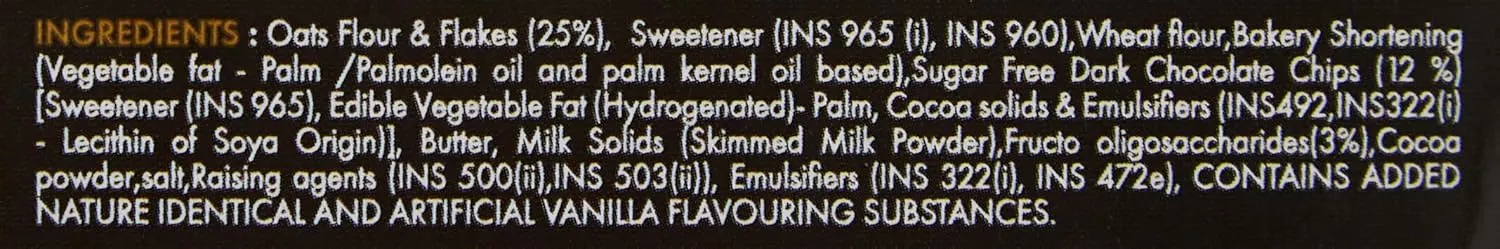 INGREDIENTS : Oats Flour & Flakes (25%), Sweetener (INS 965 (i), INS 960),Wheat flour,Bakery Shortening
(Vegetable fat - Palm /Palmolein oil and palm kernel oil based),Sugar Free Dark Chocolate Chips (12 %)
[Sweetener (INS 965), Edible Vegetable Fat (Hydrogenated)- Palm, Cocoa solids & Emulsifiers (INS492,INS322(i)
- Lecithin of Soya Origin)], Butter, Milk Solids (Skimmed Milk Powder),Fructo oligosaccharides(3%),Cocoa
powder,salt,Raising agents (INS 500(ii),INS 503(ii)), Emulsifiers (INS 322(i), INS 472e), CONTAINS ADDED
NATURE IDENTICAL AND ARTIFICIAL VANILLA FLAVOURING SUBSTANCES.